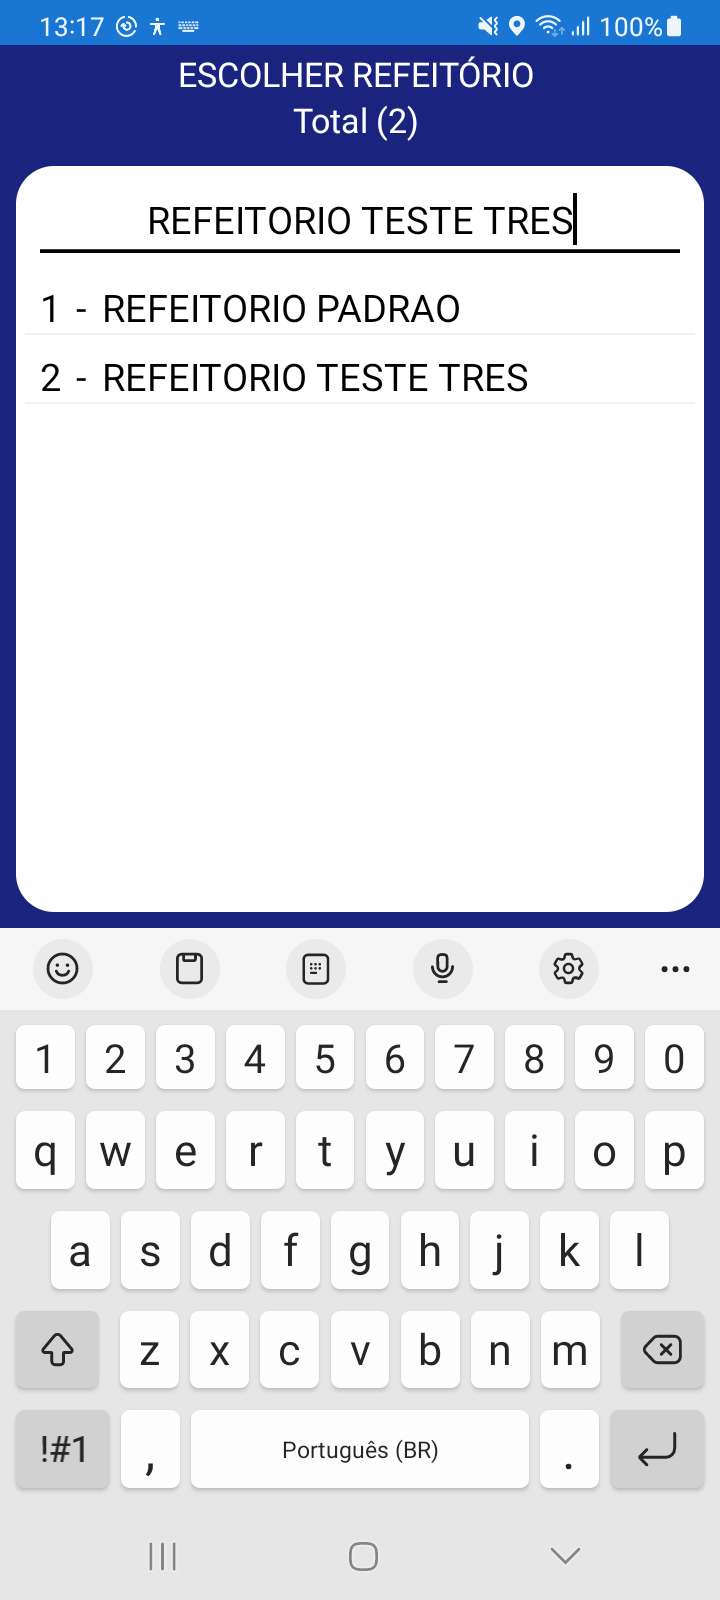 13:17 100%
ESCOLHER REFEITÓRIO
Total (2)
REFEITORIO TESTE TRES
1 - REFEITORIO PADRAO
2 - REFEITORIO TESTE TRES
1 2 3 4 5 6 7 8 9 0
q w e r t y u i o p
a s d f g h j k l
z x c v b n m
!#1 , Português (BR) .